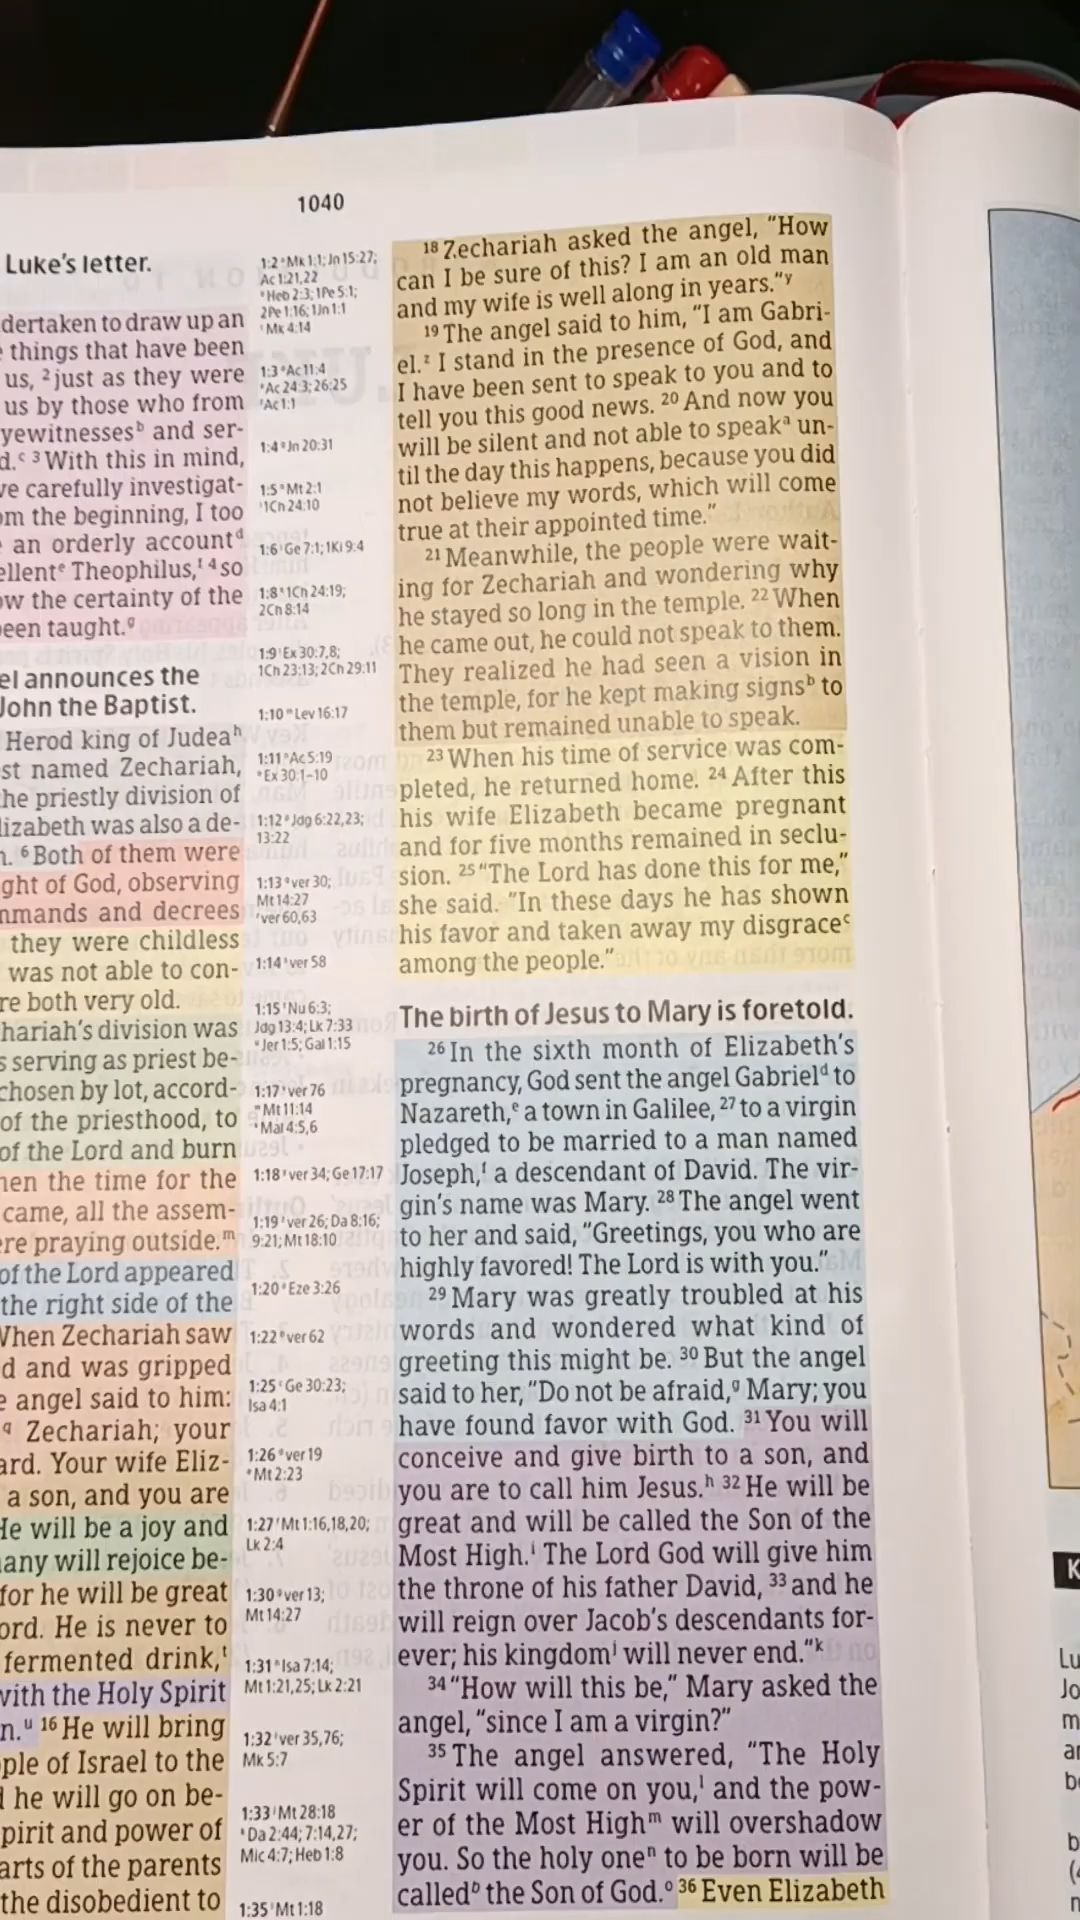 1040
Luke's letter.
dertaken to draw up an
things that have been
us, ²just as they were
us by those who from
yewitnessesᵇ and ser-
d.ᶜ ³With this in mind,
ve carefully investigat-
om the beginning, I too
an orderly accountᵈ
ellentᵉ Theophilus,ᶠ ⁴so
ow the certainty of the
been taught.ᵍ
el announces the
John the Baptist.
Herod king of Judeaʰ
st named Zechariah,
he priestly division of
lizabeth was also a de-
n. ⁶Both of them were
ght of God, observing
mmands and decrees
they were childless
was not able to con-
re both very old.
hariah's division was
s serving as priest be-
chosen by lot, accord-
of the priesthood, to
of the Lord and burn
hen the time for the
came, all the assem-
ere praying outside.ᵐ
of the Lord appeared
the right side of the
When Zechariah saw
d and was gripped
e angel said to him:
Zechariah; your
ard. Your wife Eliz-
a son, and you are
He will be a joy and
any will rejoice be-
for he will be great
ord. He is never to
fermented drink,ᵗ
with the Holy Spirit
n.ᵘ ¹⁶He will bring
ple of Israel to the
he will go on be-
pirit and power of
arts of the parents
the disobedient to
1:2 Mk 1:1; Jn 15:27;
Ac 1:21,22
Heb 2:3; 1Pe 5:1;
2Pe 1:16; 1Jn 1:1
Mk 4:14
1:3 Ac 11:4
Ac 24:3; 26:25
Ac 1:1
1:4 Jn 20:31
1:5 Mt 2:1
1Ch 24:10
1:6 Ge 7:1; 1Ki 9:4
1:8 1Ch 24:19;
2Ch 8:14
1:9 Ex 30:7,8;
1Ch 23:13; 2Ch 29:11
1:10 Lev 16:17
1:11 Ac 5:19
Ex 30:1–10
1:12 Jdg 6:22,23;
13:22
1:13 ver 30;
Mt 14:27
ver 60,63
1:14 ver 58
1:15 Nu 6:3;
Jdg 13:4; Lk 7:33
Jer 1:5; Gal 1:15
1:17 ver 76
Mt 11:14
Mal 4:5,6
1:18 ver 34; Ge 17:17
1:19 ver 26; Da 8:16;
9:21; Mt 18:10
1:20 Eze 3:26
1:22 ver 62
1:25 Ge 30:23;
Isa 4:1
1:26 ver 19
Mt 2:23
1:27 Mt 1:16,18,20;
Lk 2:4
1:30 ver 13;
Mt 14:27
1:31 Isa 7:14;
Mt 1:21,25; Lk 2:21
1:32 ver 35,76;
Mk 5:7
1:33 Mt 28:18
Da 2:44; 7:14,27;
Mic 4:7; Heb 1:8
1:35 Mt 1:18
¹⁸Zechariah asked the angel, “How
can I be sure of this? I am an old man
and my wife is well along in years.”ʸ
¹⁹The angel said to him, “I am Gabri-
el.ᶻ I stand in the presence of God, and
I have been sent to speak to you and to
tell you this good news. ²⁰And now you
will be silent and not able to speakᵃ un-
til the day this happens, because you did
not believe my words, which will come
true at their appointed time.”
²¹Meanwhile, the people were wait-
ing for Zechariah and wondering why
he stayed so long in the temple. ²²When
he came out, he could not speak to them.
They realized he had seen a vision in
the temple, for he kept making signsᵇ to
them but remained unable to speak.
²³When his time of service was com-
pleted, he returned home. ²⁴After this
his wife Elizabeth became pregnant
and for five months remained in seclu-
sion. ²⁵“The Lord has done this for me,”
she said. “In these days he has shown
his favor and taken away my disgraceᶜ
among the people.”
The birth of Jesus to Mary is foretold.
²⁶In the sixth month of Elizabeth's
pregnancy, God sent the angel Gabrielᵈ to
Nazareth,ᵉ a town in Galilee, ²⁷to a virgin
pledged to be married to a man named
Joseph,ᶠ a descendant of David. The vir-
gin's name was Mary. ²⁸The angel went
to her and said, “Greetings, you who are
highly favored! The Lord is with you.”
²⁹Mary was greatly troubled at his
words and wondered what kind of
greeting this might be. ³⁰But the angel
said to her, “Do not be afraid,ᵍ Mary; you
have found favor with God. ³¹You will
conceive and give birth to a son, and
you are to call him Jesus.ʰ ³²He will be
great and will be called the Son of the
Most High.ⁱ The Lord God will give him
the throne of his father David, ³³and he
will reign over Jacob's descendants for-
ever; his kingdomʲ will never end.”ᵏ
³⁴“How will this be,” Mary asked the
angel, “since I am a virgin?”
³⁵The angel answered, “The Holy
Spirit will come on you,ˡ and the pow-
er of the Most Highᵐ will overshadow
you. So the holy oneⁿ to be born will be
called the Son of God.ᵒ ³⁶Even Elizabeth
K
Lu
Jo
m
b
(4